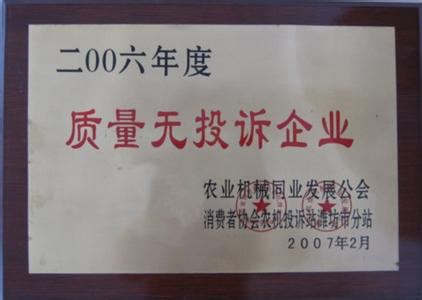 二00六年度
质量无投诉企业
农业机械同业发展公会
消费者协会农机投诉站潍坊市分站
2007年2月